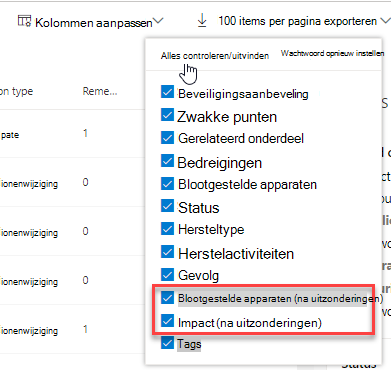 Kolommen aanpassen
100 items per pagina exporteren
Alles controleren/uitvinden
Wachtwoord opnieuw instellen
on type
Reme...
Beveiligingsaanbeveling
Zwakke punten
pate
1
Gerelateerd onderdeel
Bedreigingen
ionenwijziging
0
Blootgestelde apparaten
Status
ionenwijziging
0
Hersteltype
Herstelactiviteiten
ionenwijziging
0
Gevolg
Blootgestelde apparaten (na uitzonderingen)
ionenwijziging
1
Impact (na uitzonderingen)
Tags
Status